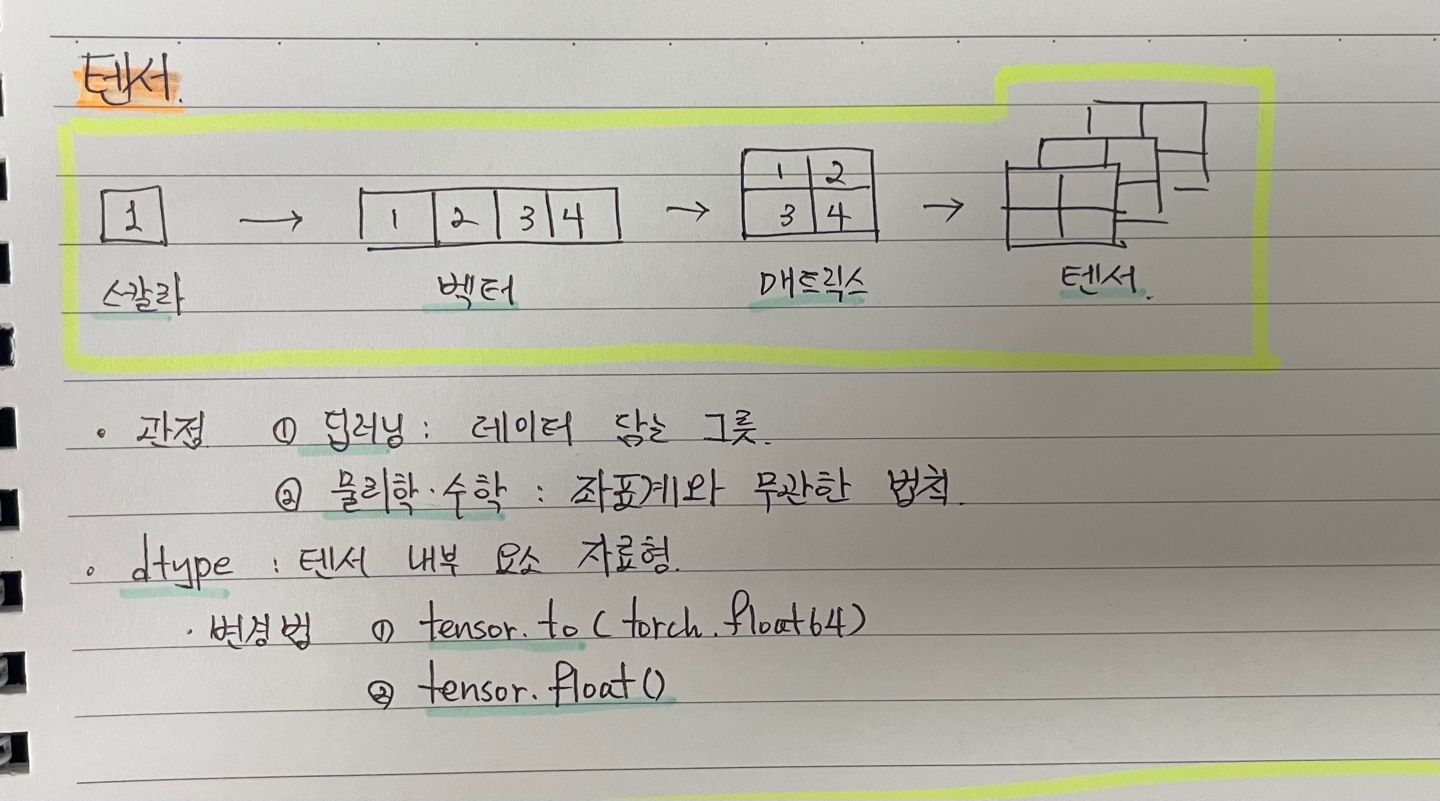 텐서.
1 → 1 2 3 4 → 1 2 →
3 4
스칼라 벡터 매트릭스 텐서.
· 관점 ① 딥러닝 : 데이터 담는 그릇.
② 물리학·수학 : 좌표계와 무관한 법칙.
· dtype : 텐서 내부 요소 자료형.
· 변경법 ① tensor.to(torch.float64)
② tensor.float()